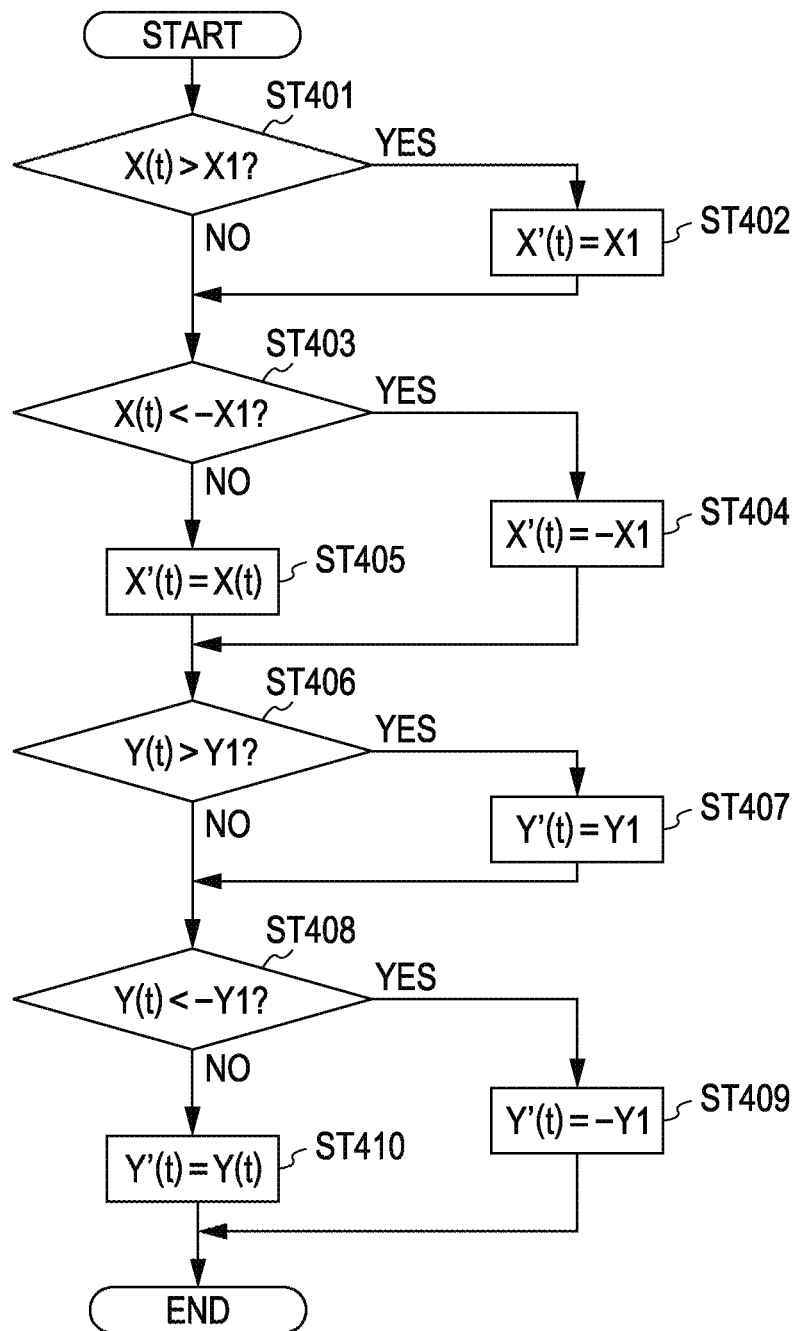 START
ST401
X(t) > X1?
YES
NO
X’(t) = X1
ST402
ST403
X(t) < –X1?
YES
NO
X’(t) = –X1
ST404
X’(t) = X(t)
ST405
ST406
Y(t) > Y1?
YES
NO
Y’(t) = Y1
ST407
ST408
Y(t) < –Y1?
YES
NO
Y’(t) = –Y1
ST409
Y’(t) = Y(t)
ST410
END